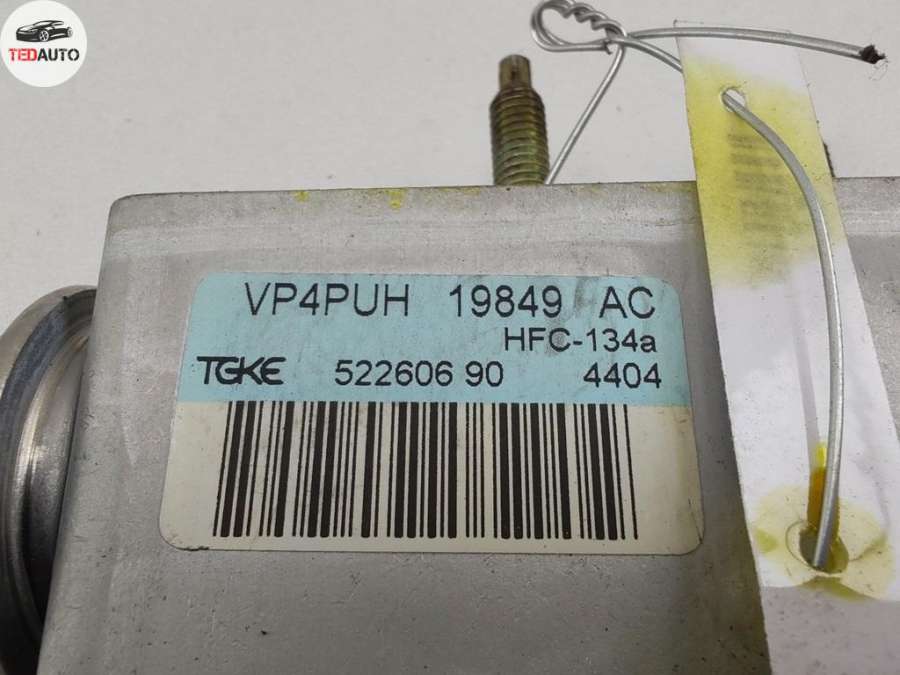 TEDAUTO
VP4PUH 19849 AC
HFC-134a
TGKE 522606 90 4404